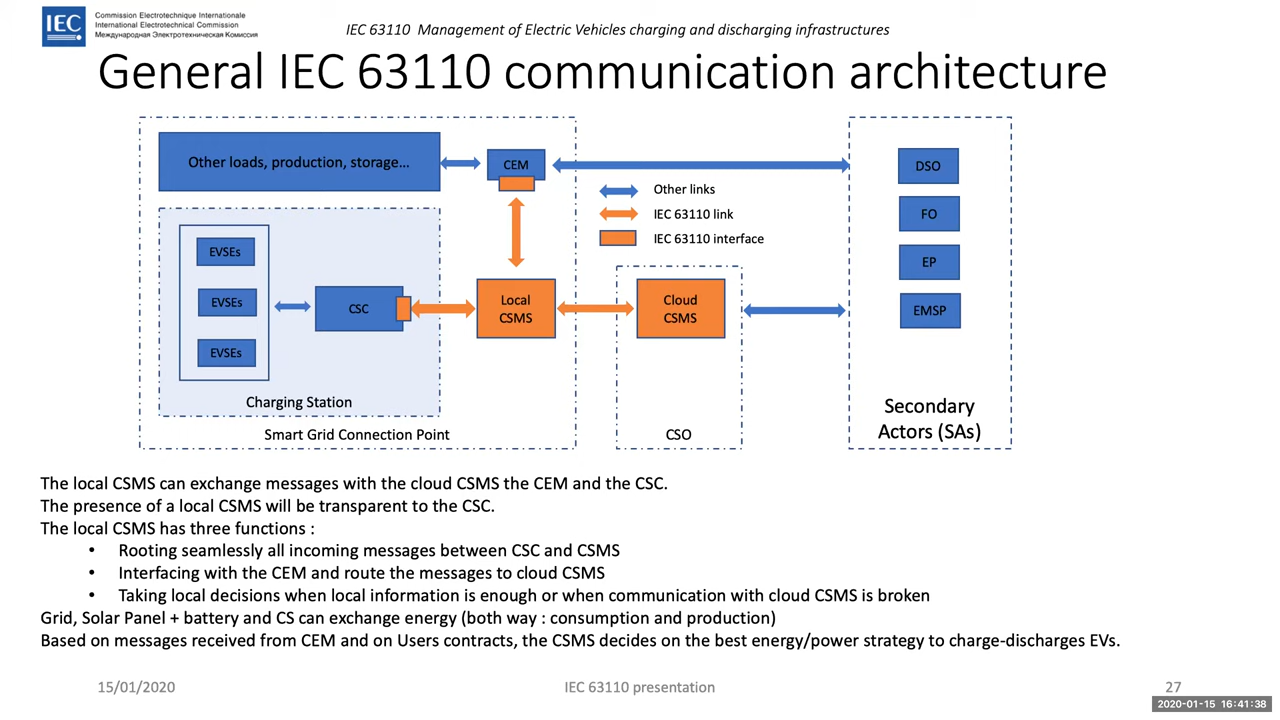 IEC
Commission Electrotechnique Internationale
International Electrotechnical Commission
Международная Электротехническая Комиссия
IEC 63110 Management of Electric Vehicles charging and discharging infrastructures
General IEC 63110 communication architecture
Other loads, production, storage...
CEM
Other links
IEC 63110 link
IEC 63110 interface
EVSEs
EVSEs
EVSEs
CSC
Local
CSMS
Cloud
CSMS
DSO
FO
EP
EMSP
Charging Station
Smart Grid Connection Point
CSO
Secondary
Actors (SAs)
The local CSMS can exchange messages with the cloud CSMS the CEM and the CSC.
The presence of a local CSMS will be transparent to the CSC.
The local CSMS has three functions :
• Rooting seamlessly all incoming messages between CSC and CSMS
• Interfacing with the CEM and route the messages to cloud CSMS
• Taking local decisions when local information is enough or when communication with cloud CSMS is broken
Grid, Solar Panel + battery and CS can exchange energy (both way : consumption and production)
Based on messages received from CEM and on Users contracts, the CSMS decides on the best energy/power strategy to charge-discharges EVs.
15/01/2020
IEC 63110 presentation
27
2020-01-15 16:41:38